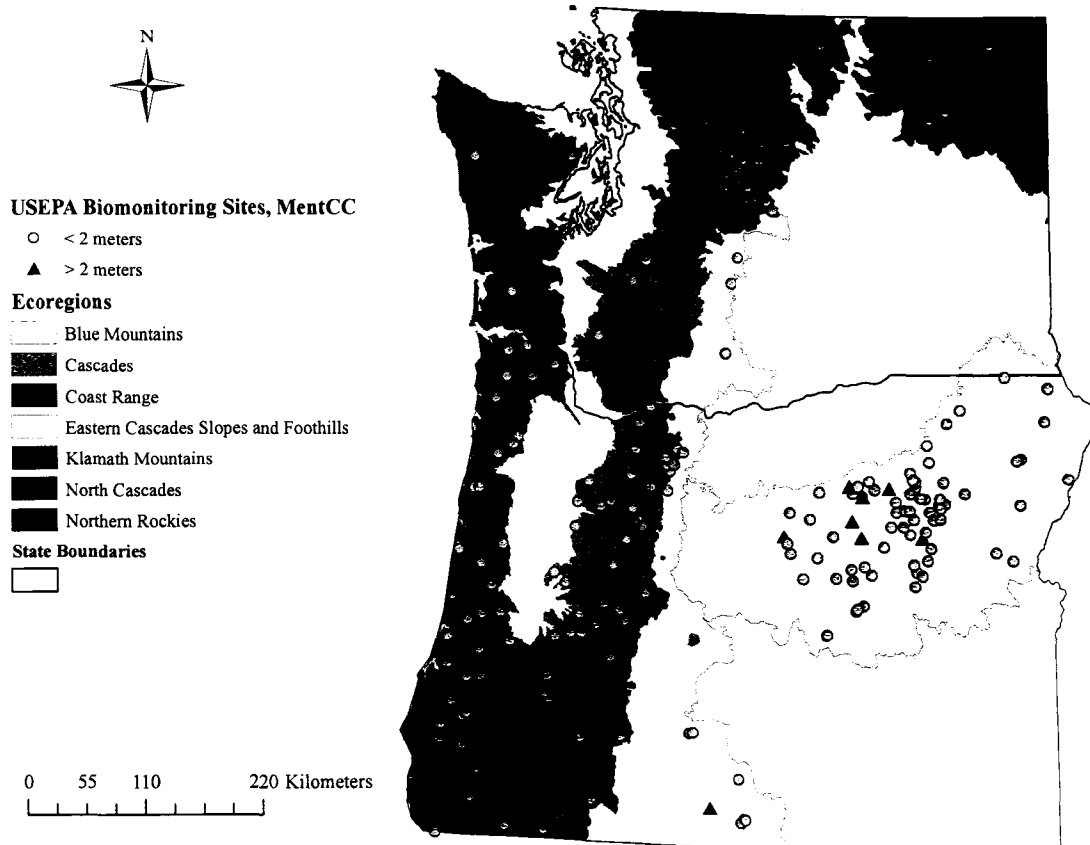 N
USEPA Biomonitoring Sites, MentCC
< 2 meters
> 2 meters
Ecoregions
Blue Mountains
Cascades
Coast Range
Eastern Cascades Slopes and Foothills
Klamath Mountains
North Cascades
Northern Rockies
State Boundaries
0 55 110 220 Kilometers